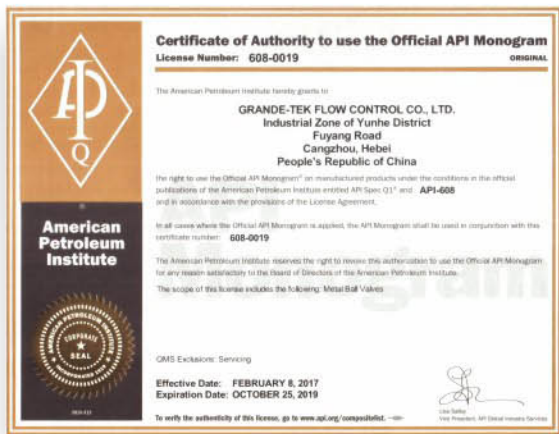 API
Q
®
American
Petroleum
Institute
AMERICAN PETROLEUM INSTITUTE
CORPORATE
SEAL
Certificate of Authority to use the Official API Monogram
License Number: 608-0019
ORIGINAL
The American Petroleum Institute hereby grants to
GRANDE-TEK FLOW CONTROL CO., LTD.
Industrial Zone of Yunhe District
Fuyang Road
Cangzhou, Hebei
People's Republic of China
the right to use the Official API Monogram® on manufactured products under the conditions in the official
publications of the American Petroleum Institute entitled API Spec Q1® and API-608
and in accordance with the provisions of the License Agreement.
In all cases where the Official API Monogram is applied, the API Monogram shall be used in conjunction with this
certificate number: 608-0019
The American Petroleum Institute reserves the right to revoke this authorization to use the Official API Monogram
for any reason satisfactory to the Board of Directors of the American Petroleum Institute.
The scope of this license includes the following: Metal Ball Valves
QMS Exclusions: Servicing
Effective Date: FEBRUARY 8, 2017
Expiration Date: OCTOBER 25, 2019
To verify the authenticity of this license, go to www.api.org/compositelist.
Vice President, API Global Industry Services